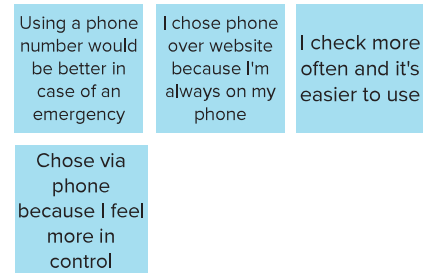 Using a phone
number would
be better in
case of an
emergency
I chose phone
over website
because I'm
always on my
phone
I check more
often and it's
easier to use
Chose via
phone
because I feel
more in
control